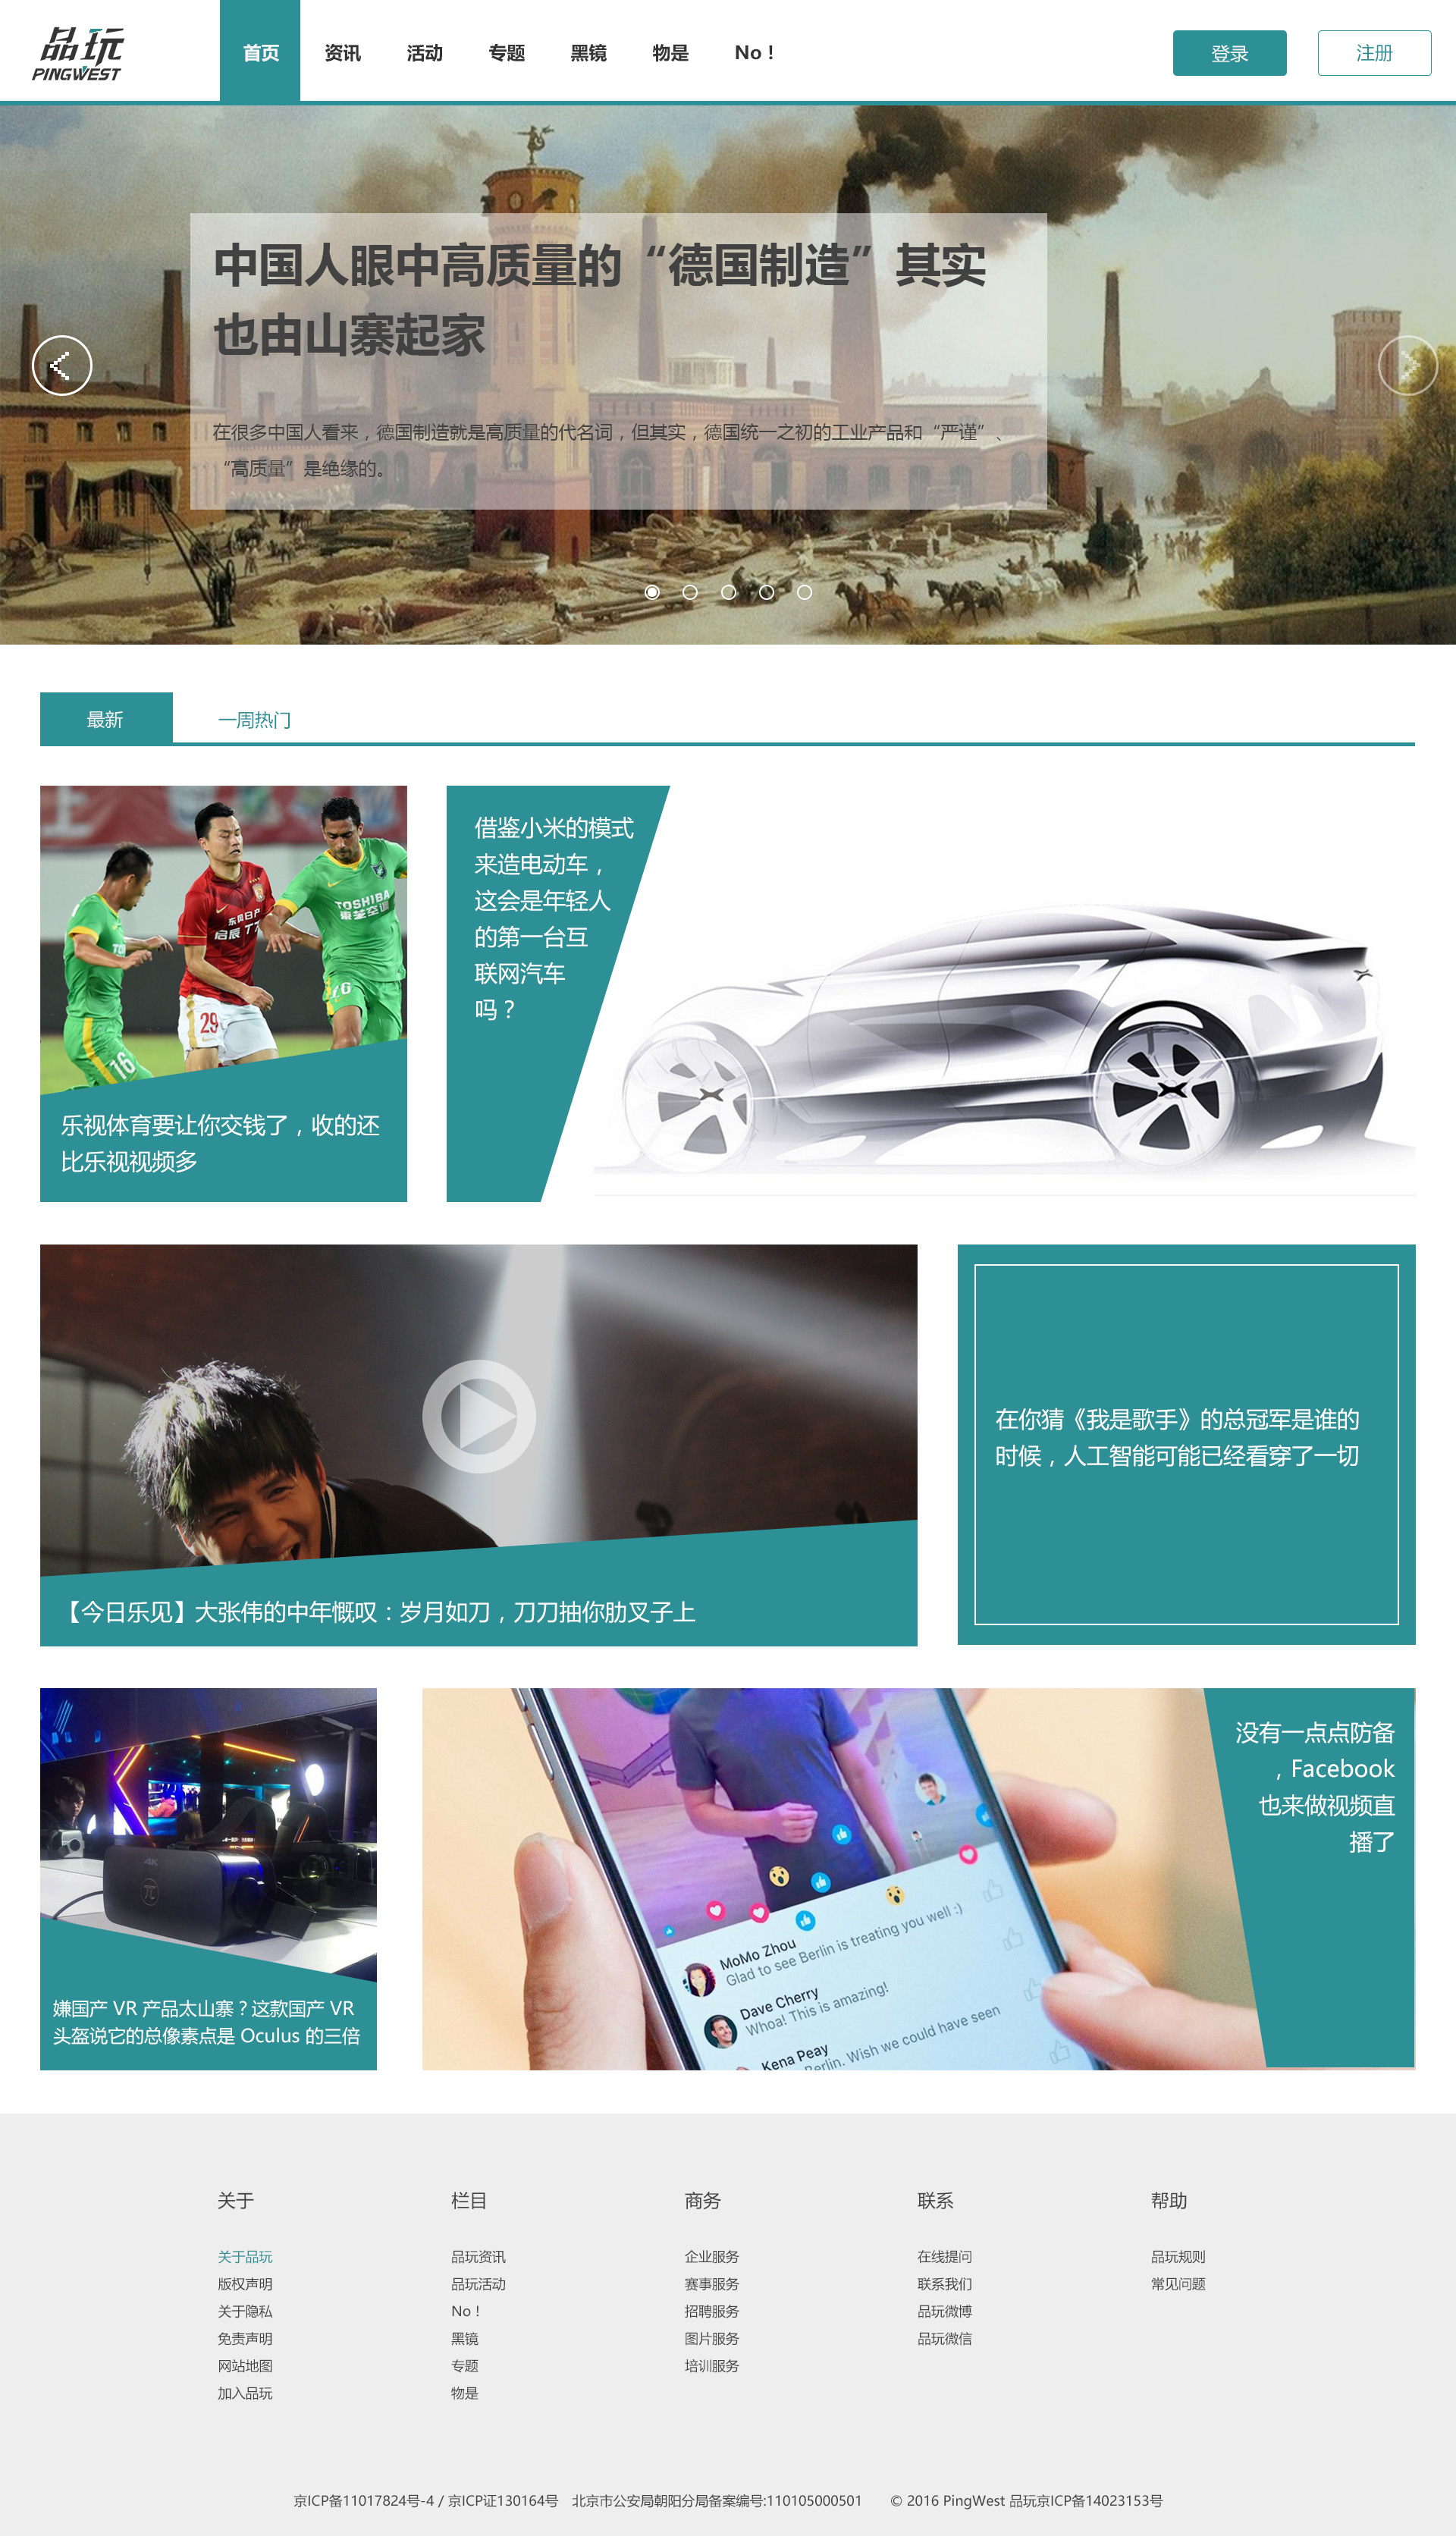 品玩
PINGWEST
首页 资讯 活动 专题 黑镜 物是 No！
登录 注册
中国人眼中高质量的“德国制造”其实
也由山寨起家
在很多中国人看来，德国制造就是高质量的代名词，但其实，德国统一之初的工业产品和“严谨”、
“高质量”是绝缘的。
最新 一周热门
TOSHIBA
东芝空调
东风日产
启辰 T7
29
16
16
乐视体育要让你交钱了，收的还
比乐视视频多
借鉴小米的模式
来造电动车，
这会是年轻人
的第一台互
联网汽车
吗？
【今日乐见】大张伟的中年慨叹：岁月如刀，刀刀抽你肋叉子上
在你猜《我是歌手》的总冠军是谁的
时候，人工智能可能已经看穿了一切
4K
嫌国产 VR 产品太山寨？这款国产 VR
头盔说它的总像素点是 Oculus 的三倍
MoMo Zhou
Glad to see Berlin is treating you well :)
Dave Cherry
Whoa! This is amazing!
Kena Peay
Berlin. Wish we could have seen
没有一点点防备
，Facebook
也来做视频直
播了
关于
关于品玩
版权声明
关于隐私
免责声明
网站地图
加入品玩
栏目
品玩资讯
品玩活动
No！
黑镜
专题
物是
商务
企业服务
赛事服务
招聘服务
图片服务
培训服务
联系
在线提问
联系我们
品玩微博
品玩微信
帮助
品玩规则
常见问题
京ICP备11017824号-4 / 京ICP证130164号 北京市公安局朝阳分局备案编号:110105000501 © 2016 PingWest 品玩京ICP备14023153号